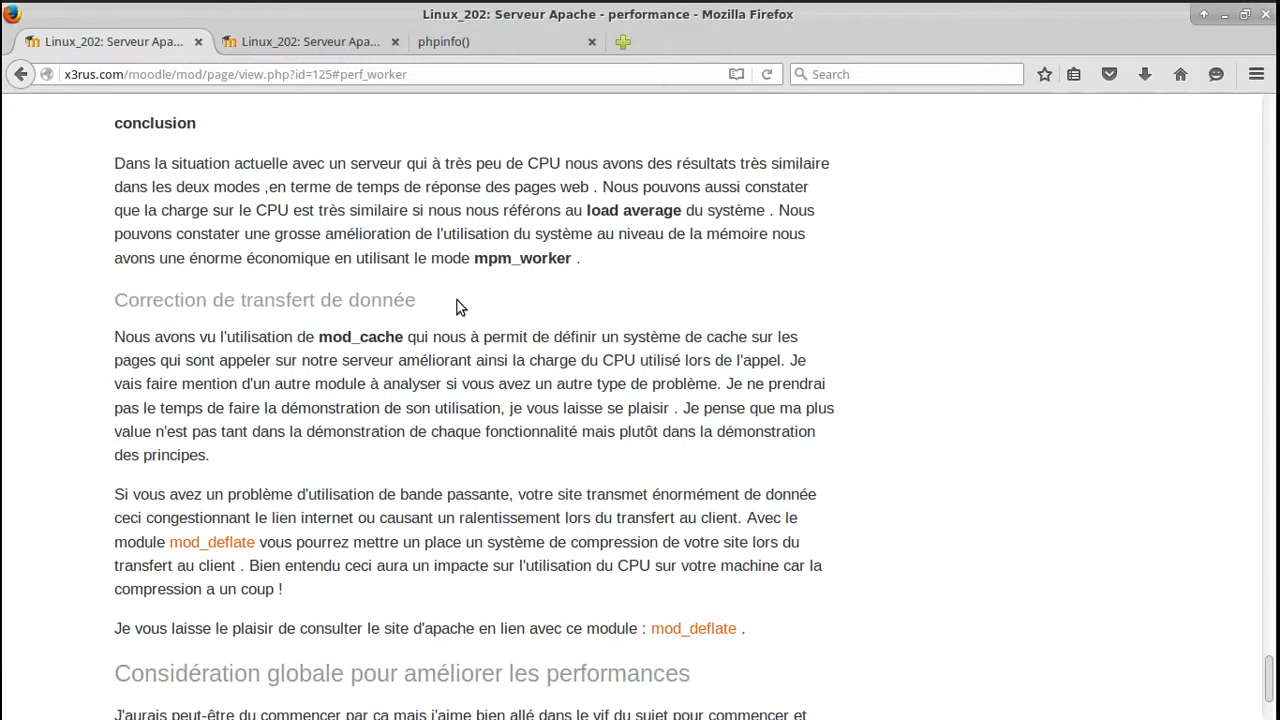 Linux_202: Serveur Apache - performance - Mozilla Firefox
Linux_202: Serveur Apa...
Linux_202: Serveur Apa...
phpinfo()
x3rus.com/moodle/mod/page/view.php?id=125#perf_worker
Search
conclusion
Dans la situation actuelle avec un serveur qui à très peu de CPU nous avons des résultats très similaire
dans les deux modes ,en terme de temps de réponse des pages web . Nous pouvons aussi constater
que la charge sur le CPU est très similaire si nous nous référons au load average du système . Nous
pouvons constater une grosse amélioration de l'utilisation du système au niveau de la mémoire nous
avons une énorme économique en utilisant le mode mpm_worker .
Correction de transfert de donnée
Nous avons vu l'utilisation de mod_cache qui nous à permit de définir un système de cache sur les
pages qui sont appeler sur notre serveur améliorant ainsi la charge du CPU utilisé lors de l'appel. Je
vais faire mention d'un autre module à analyser si vous avez un autre type de problème. Je ne prendrai
pas le temps de faire la démonstration de son utilisation, je vous laisse se plaisir . Je pense que ma plus
value n'est pas tant dans la démonstration de chaque fonctionnalité mais plutôt dans la démonstration
des principes.
Si vous avez un problème d'utilisation de bande passante, votre site transmet énormément de donnée
ceci congestionnant le lien internet ou causant un ralentissement lors du transfert au client. Avec le
module mod_deflate vous pourrez mettre un place un système de compression de votre site lors du
transfert au client . Bien entendu ceci aura un impacte sur l'utilisation du CPU sur votre machine car la
compression a un coup !
Je vous laisse le plaisir de consulter le site d'apache en lien avec ce module : mod_deflate .
Considération globale pour améliorer les performances
J'aurais peut-être du commencer par ça mais j'aime bien allé dans le vif du sujet pour commencer et